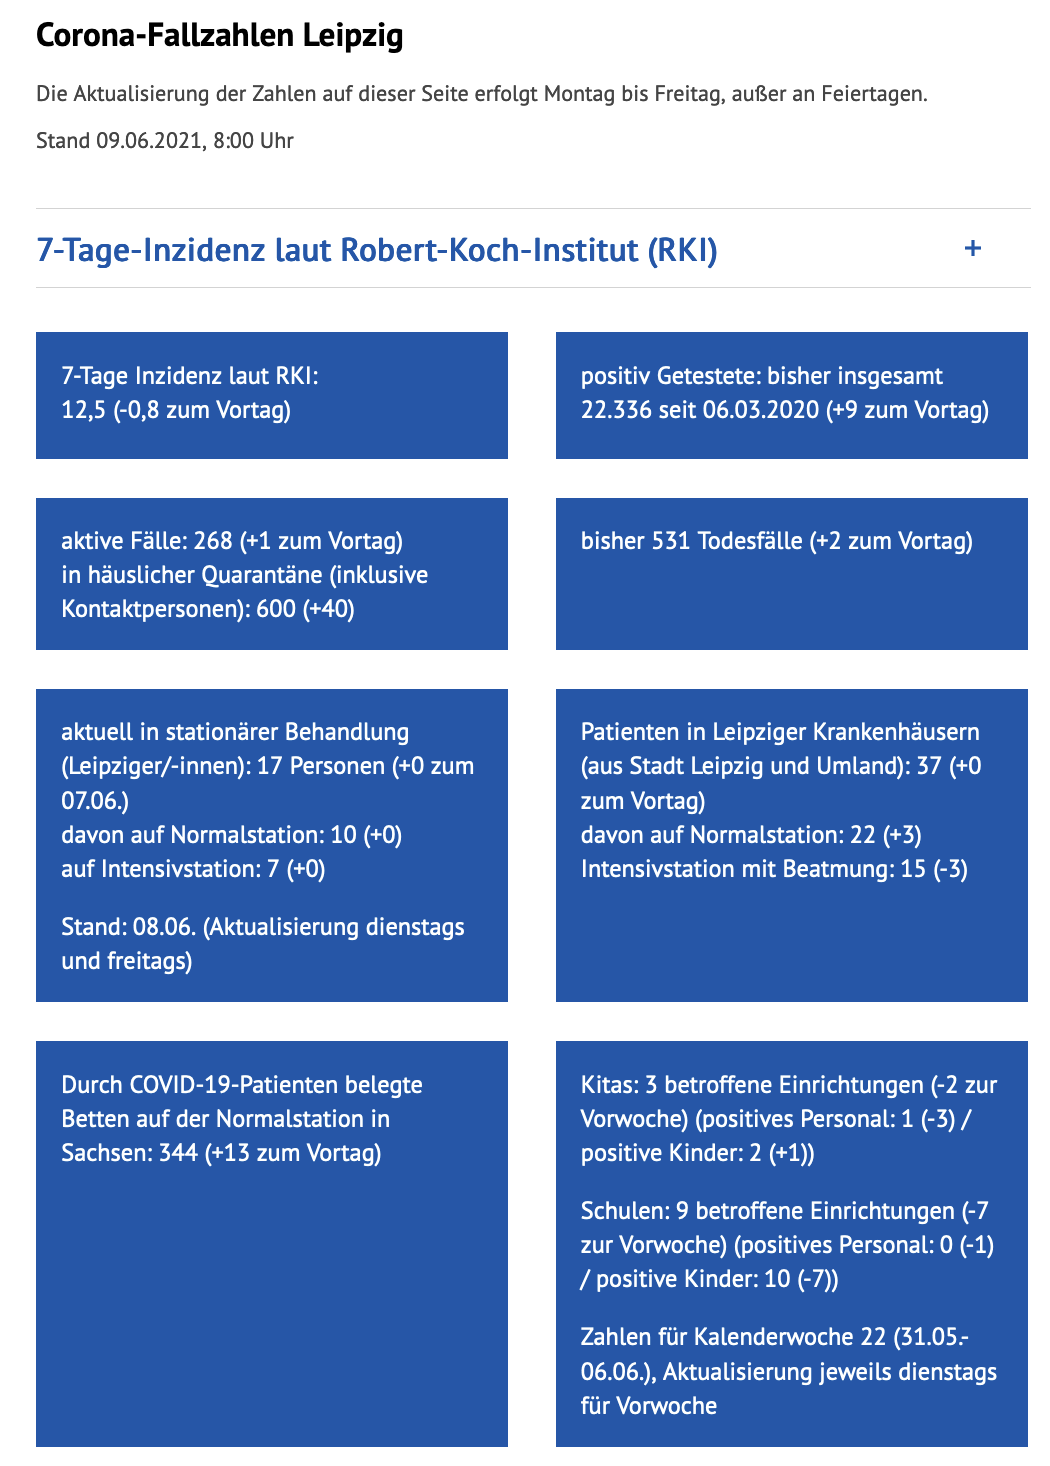 Corona-Fallzahlen Leipzig
Die Aktualisierung der Zahlen auf dieser Seite erfolgt Montag bis Freitag, außer an Feiertagen.
Stand 09.06.2021, 8:00 Uhr
7-Tage-Inzidenz laut Robert-Koch-Institut (RKI) +
7-Tage Inzidenz laut RKI:
12,5 (-0,8 zum Vortag)
positiv Getestete: bisher insgesamt
22.336 seit 06.03.2020 (+9 zum Vortag)
aktive Fälle: 268 (+1 zum Vortag)
in häuslicher Quarantäne (inklusive
Kontaktpersonen): 600 (+40)
bisher 531 Todesfälle (+2 zum Vortag)
aktuell in stationärer Behandlung
(Leipziger/-innen): 17 Personen (+0 zum
07.06.)
davon auf Normalstation: 10 (+0)
auf Intensivstation: 7 (+0)
Stand: 08.06. (Aktualisierung dienstags
und freitags)
Patienten in Leipziger Krankenhäusern
(aus Stadt Leipzig und Umland): 37 (+0
zum Vortag)
davon auf Normalstation: 22 (+3)
Intensivstation mit Beatmung: 15 (-3)
Durch COVID-19-Patienten belegte
Betten auf der Normalstation in
Sachsen: 344 (+13 zum Vortag)
Kitas: 3 betroffene Einrichtungen (-2 zur
Vorwoche) (positives Personal: 1 (-3) /
positive Kinder: 2 (+1))
Schulen: 9 betroffene Einrichtungen (-7
zur Vorwoche) (positives Personal: 0 (-1)
/ positive Kinder: 10 (-7))
Zahlen für Kalenderwoche 22 (31.05.-
06.06.), Aktualisierung jeweils dienstags
für Vorwoche